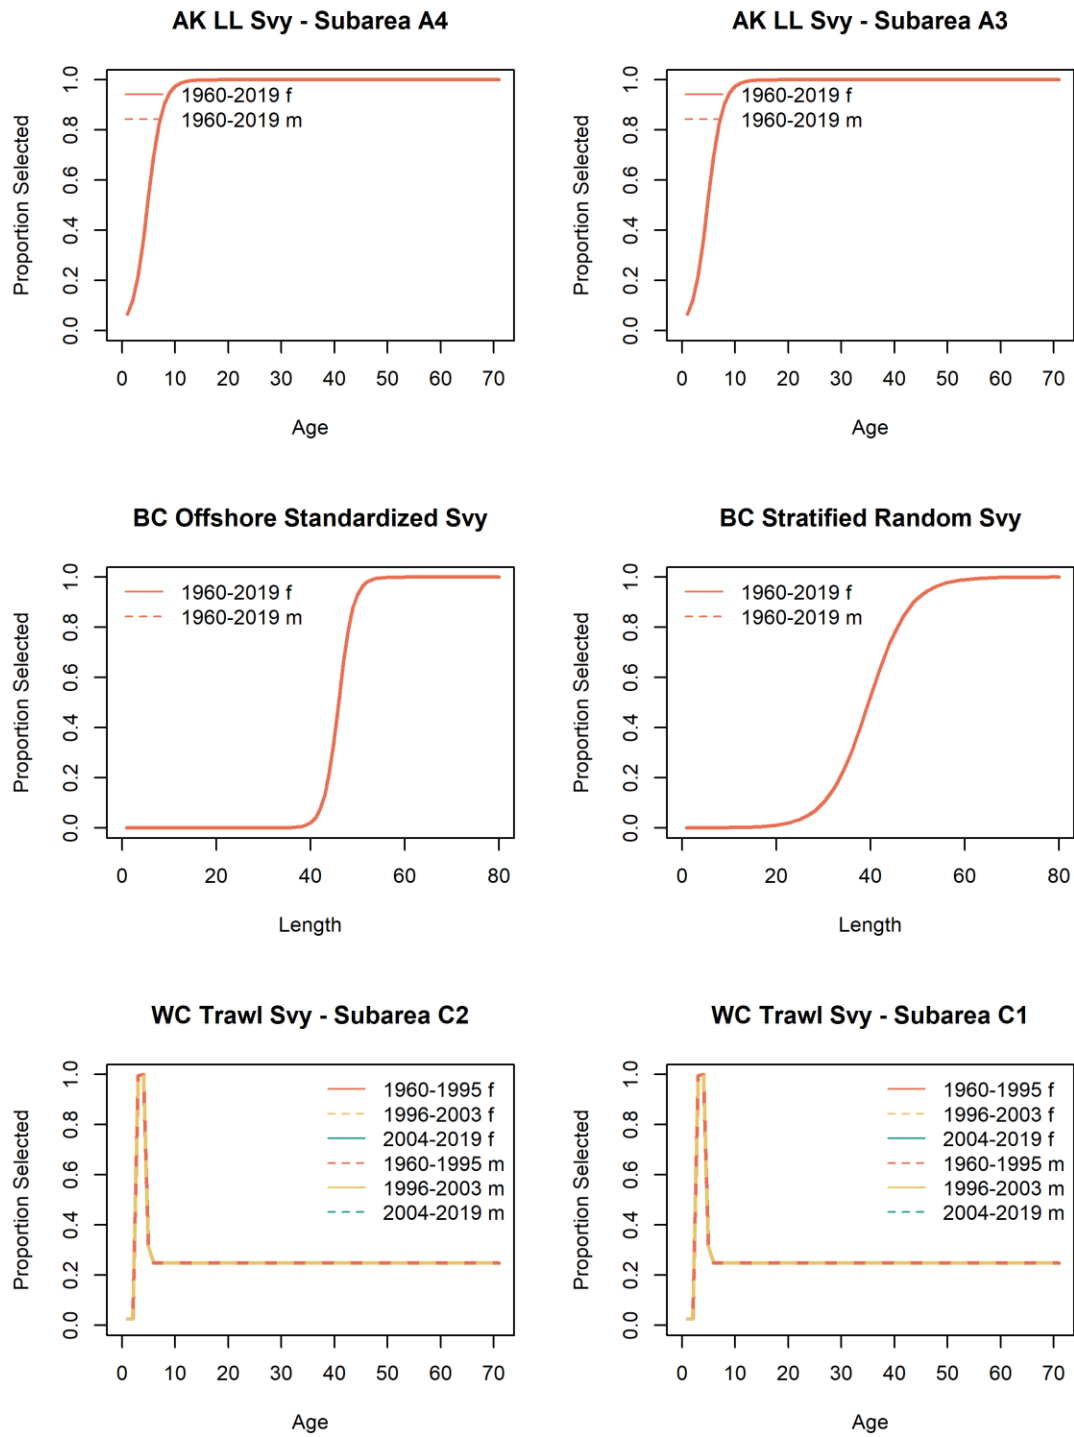 AK LL Svy - Subarea A4
Proportion Selected
1.0
0.8
0.6
0.4
0.2
0.0
1960-2019 f
1960-2019 m
0 10 20 30 40 50 60 70
Age
AK LL Svy - Subarea A3
Proportion Selected
1.0
0.8
0.6
0.4
0.2
0.0
1960-2019 f
1960-2019 m
0 10 20 30 40 50 60 70
Age
BC Offshore Standardized Svy
Proportion Selected
1.0
0.8
0.6
0.4
0.2
0.0
1960-2019 f
1960-2019 m
0 20 40 60 80
Length
BC Stratified Random Svy
Proportion Selected
1.0
0.8
0.6
0.4
0.2
0.0
1960-2019 f
1960-2019 m
0 20 40 60 80
Length
WC Trawl Svy - Subarea C2
Proportion Selected
1.0
0.8
0.6
0.4
0.2
0.0
1960-1995 f
1996-2003 f
2004-2019 f
1960-1995 m
1996-2003 m
2004-2019 m
0 10 20 30 40 50 60 70
Age
WC Trawl Svy - Subarea C1
Proportion Selected
1.0
0.8
0.6
0.4
0.2
0.0
1960-1995 f
1996-2003 f
2004-2019 f
1960-1995 m
1996-2003 m
2004-2019 m
0 10 20 30 40 50 60 70
Age